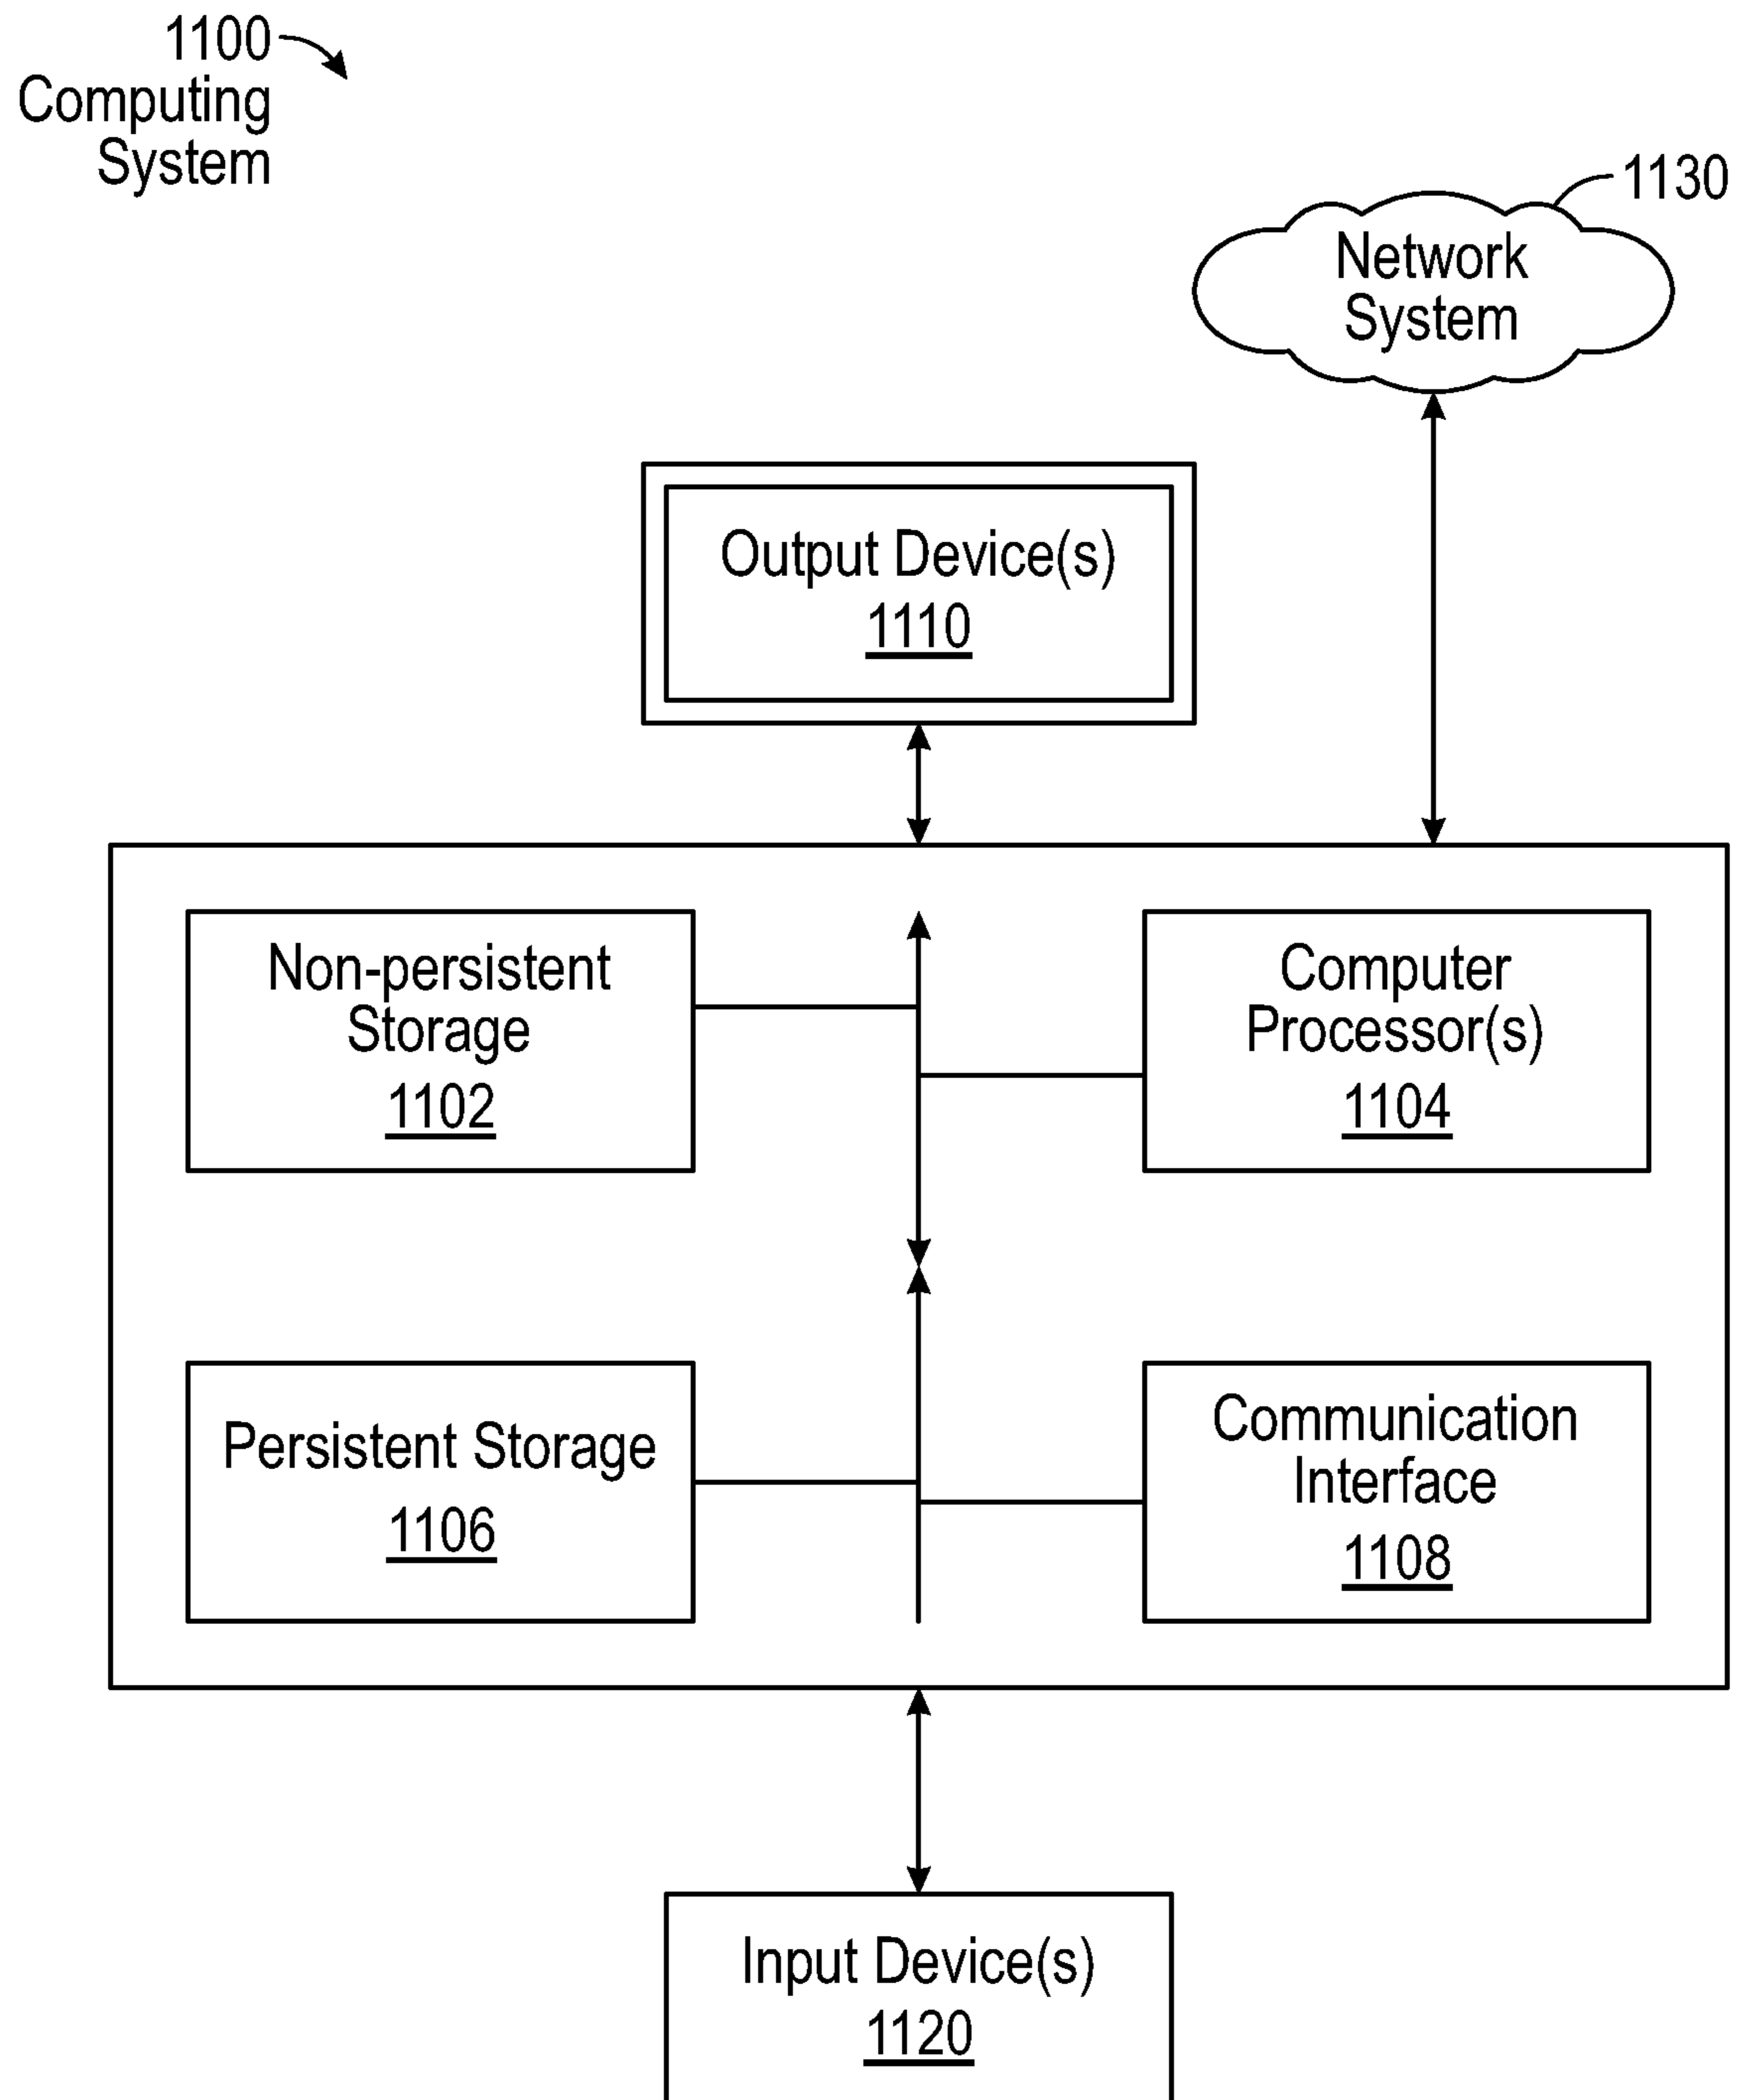 1100
Computing
System
1130
Network
System
Output Device(s)
1110
Non-persistent
Storage
1102
Computer
Processor(s)
1104
Persistent Storage
1106
Communication
Interface
1108
Input Device(s)
1120